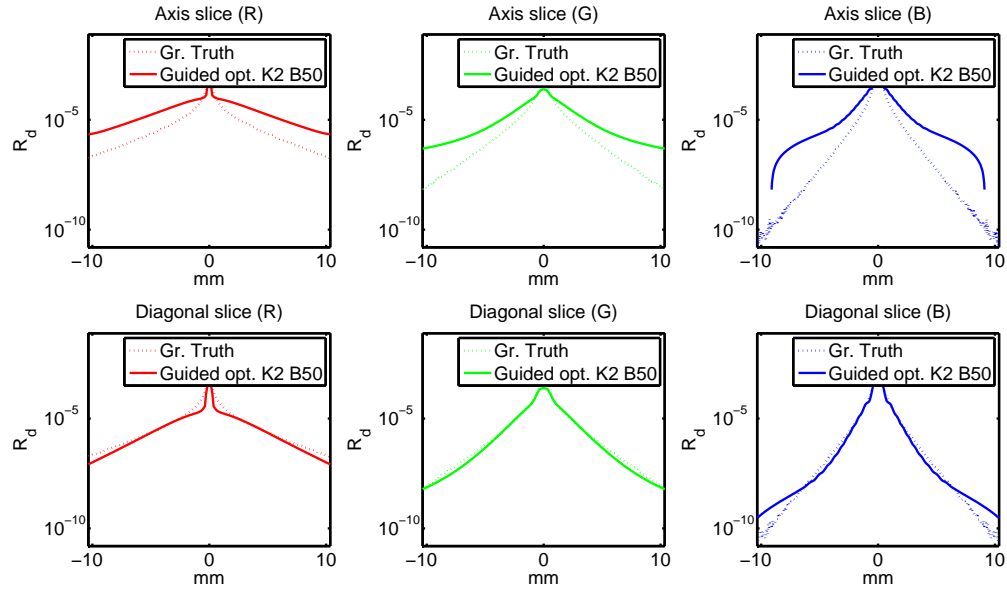 Axis slice (R)
Gr. Truth
Guided opt. K2 B50
R_d
10^−5
10^−10
−10
0
10
mm
Axis slice (G)
Gr. Truth
Guided opt. K2 B50
R_d
10^−5
10^−10
−10
0
10
mm
Axis slice (B)
Gr. Truth
Guided opt. K2 B50
R_d
10^−5
10^−10
−10
0
10
mm
Diagonal slice (R)
Gr. Truth
Guided opt. K2 B50
R_d
10^−5
10^−10
−10
0
10
mm
Diagonal slice (G)
Gr. Truth
Guided opt. K2 B50
R_d
10^−5
10^−10
−10
0
10
mm
Diagonal slice (B)
Gr. Truth
Guided opt. K2 B50
R_d
10^−5
10^−10
−10
0
10
mm